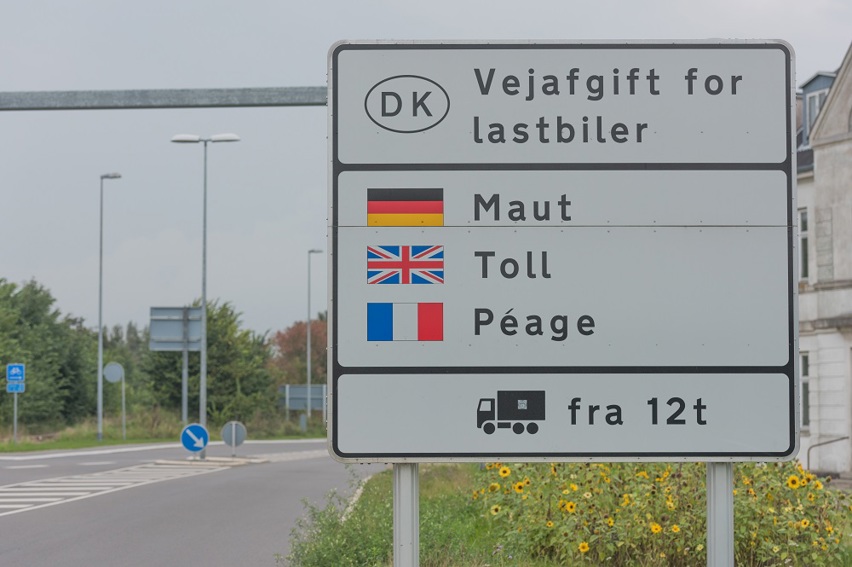 DK
Vejafgift for
lastbiler
Maut
Toll
Péage
fra 12t